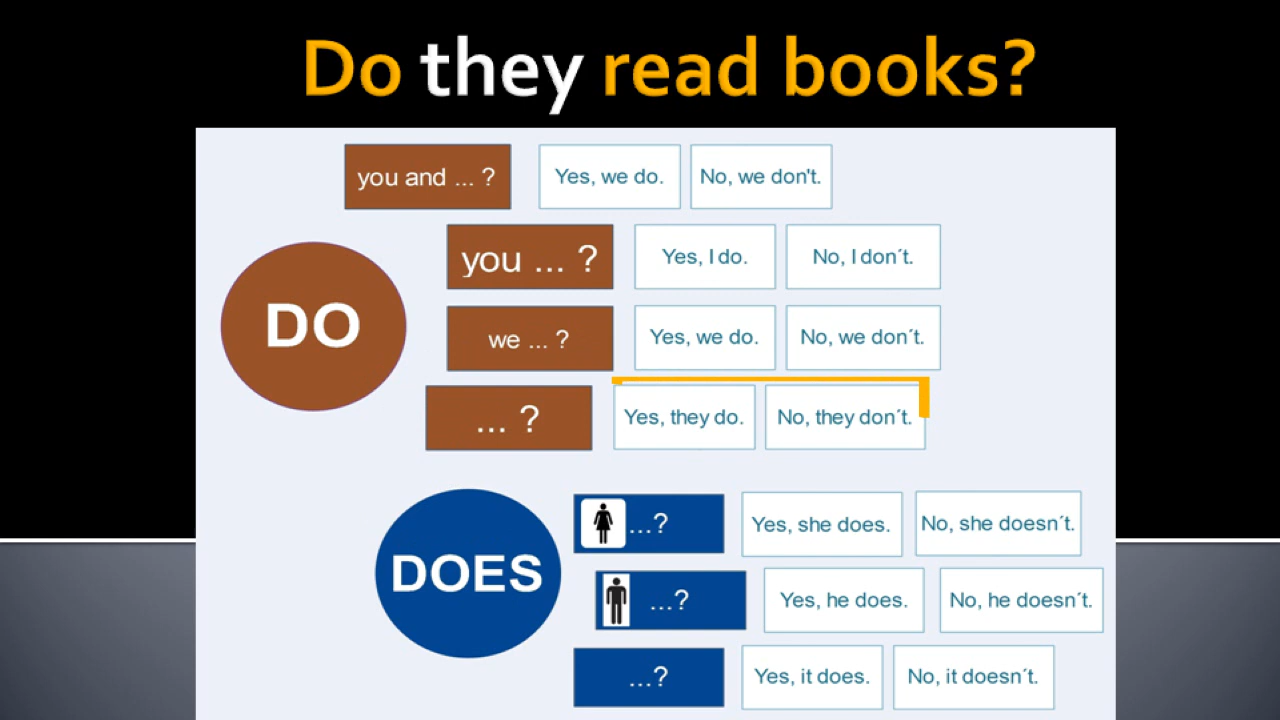 Do they read books?
you and ... ? Yes, we do. No, we don't.
you ... ? Yes, I do. No, I don´t.
DO
we ... ? Yes, we do. No, we don´t.
... ? Yes, they do. No, they don´t.
...? Yes, she does. No, she doesn´t.
DOES
...? Yes, he does. No, he doesn´t.
...? Yes, it does. No, it doesn´t.